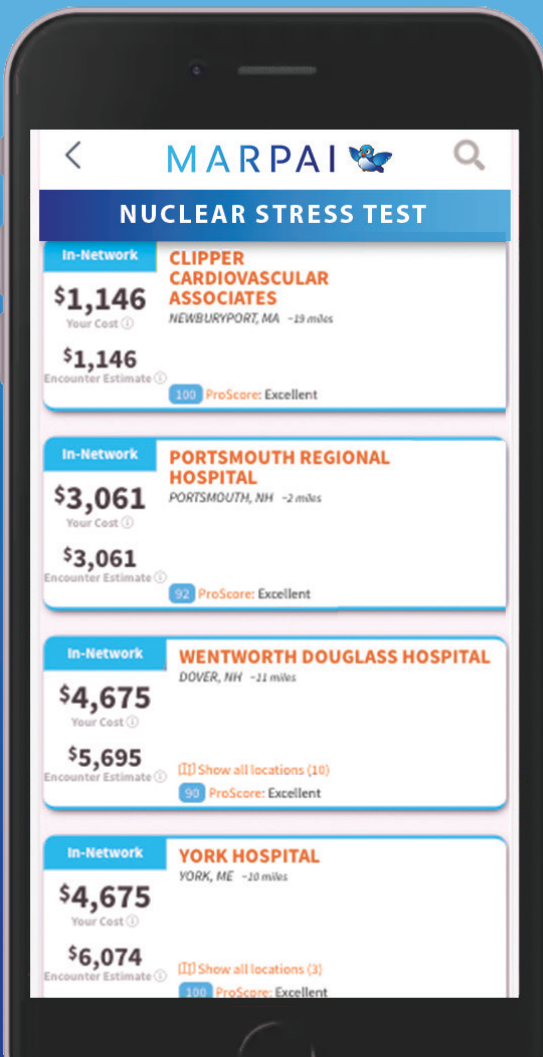 MARPAI
NUCLEAR STRESS TEST
In-Network
CLIPPER
CARDIOVASCULAR
ASSOCIATES
$1,146
NEWBURYPORT, MA ~19 miles
Your Cost ⓘ
$1,146
Encounter Estimate ⓘ
100 ProScore: Excellent
In-Network
PORTSMOUTH REGIONAL
HOSPITAL
$3,061
PORTSMOUTH, NH ~2 miles
Your Cost ⓘ
$3,061
Encounter Estimate ⓘ
92 ProScore: Excellent
In-Network
WENTWORTH DOUGLASS HOSPITAL
DOVER, NH ~11 miles
$4,675
Your Cost ⓘ
$5,695
Encounter Estimate ⓘ
Show all locations (10)
90 ProScore: Excellent
In-Network
YORK HOSPITAL
YORK, ME ~10 miles
$4,675
Your Cost ⓘ
$6,074
Encounter Estimate ⓘ
Show all locations (3)
100 ProScore: Excellent